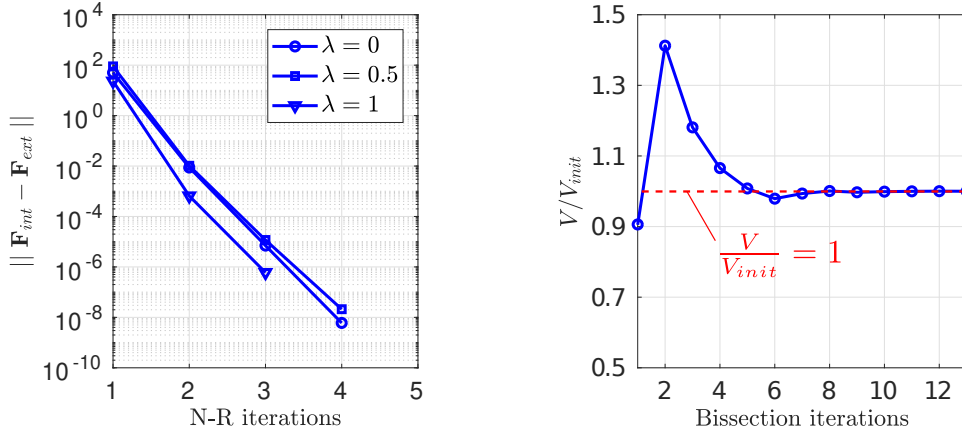 || F_int − F_ext ||
10^4
10^2
10^0
10^-2
10^-4
10^-6
10^-8
10^-10
1 2 3 4 5
N-R iterations
λ = 0
λ = 0.5
λ = 1
V/V_init
1.5
1.3
1.1
0.9
0.7
0.5
2 4 6 8 10 12
Bissection iterations
V/V_init = 1